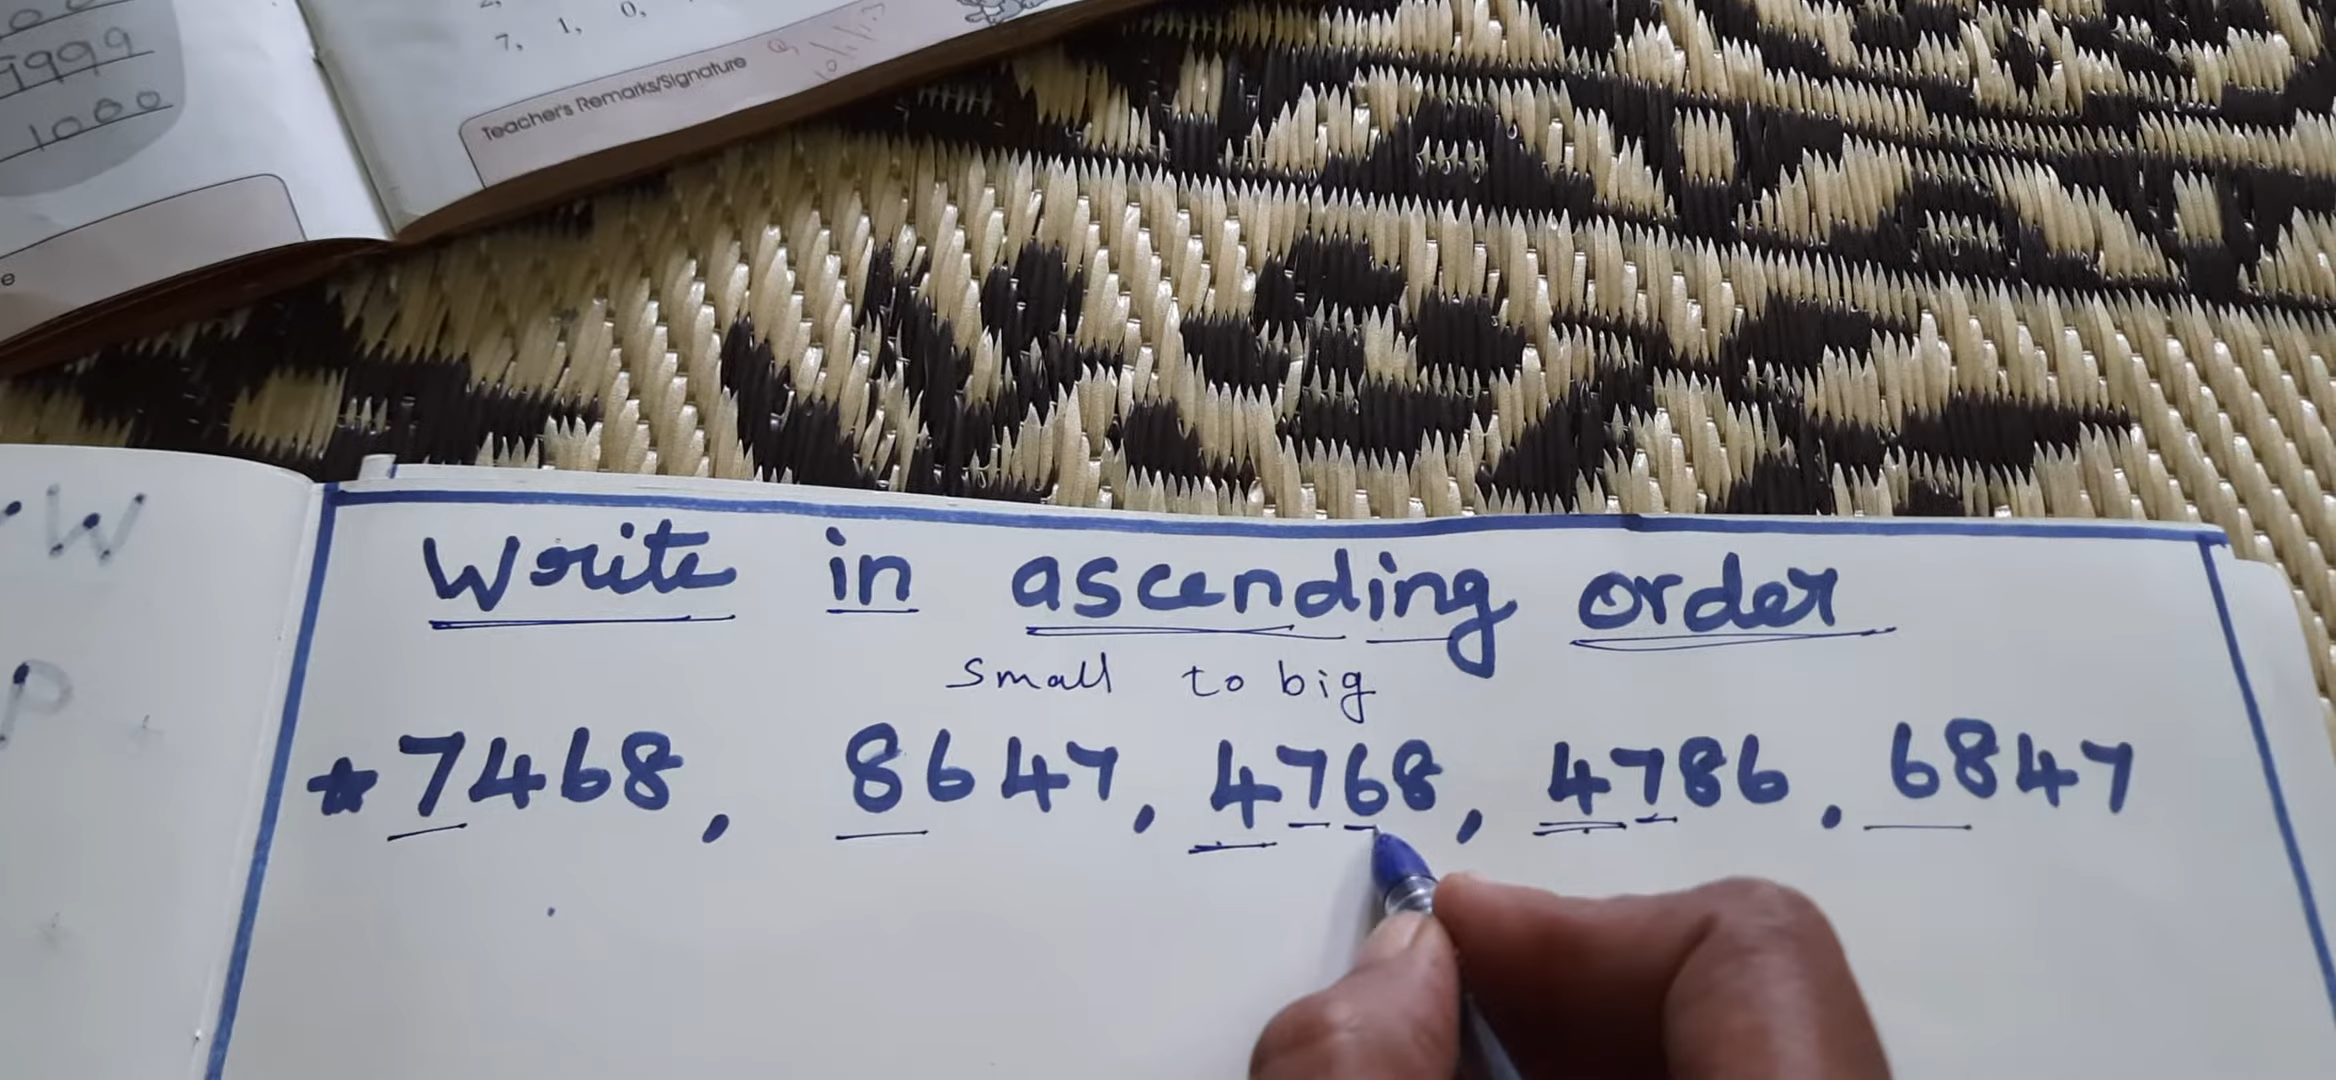 9999
1000
7, 1, 0,
Teacher's Remarks/Signature
e
W
P
Write in ascending order
Small to big
* 7468, 8647, 4768, 4786, 6847